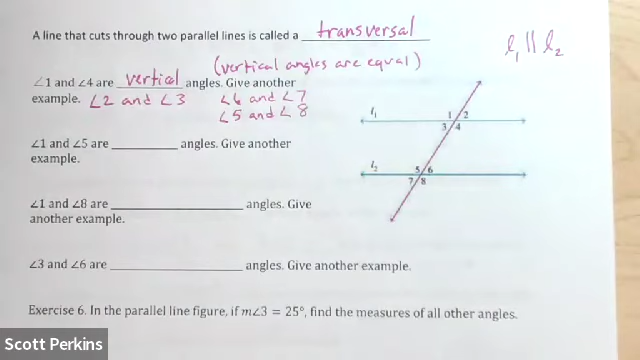 A line that cuts through two parallel lines is called a transversal
l₁ || l₂
(vertical angles are equal)
∠1 and ∠4 are vertical angles. Give another
example. ∠2 and ∠3 ∠6 and ∠7
∠5 and ∠8
l₁ 1 2
3 4
∠1 and ∠5 are __________ angles. Give another
example.
l₂ 5 6
7 8
∠1 and ∠8 are ____________________ angles. Give
another example.
∠3 and ∠6 are ____________________ angles. Give another example.
Exercise 6. In the parallel line figure, if m∠3 = 25°, find the measures of all other angles.
Scott Perkins